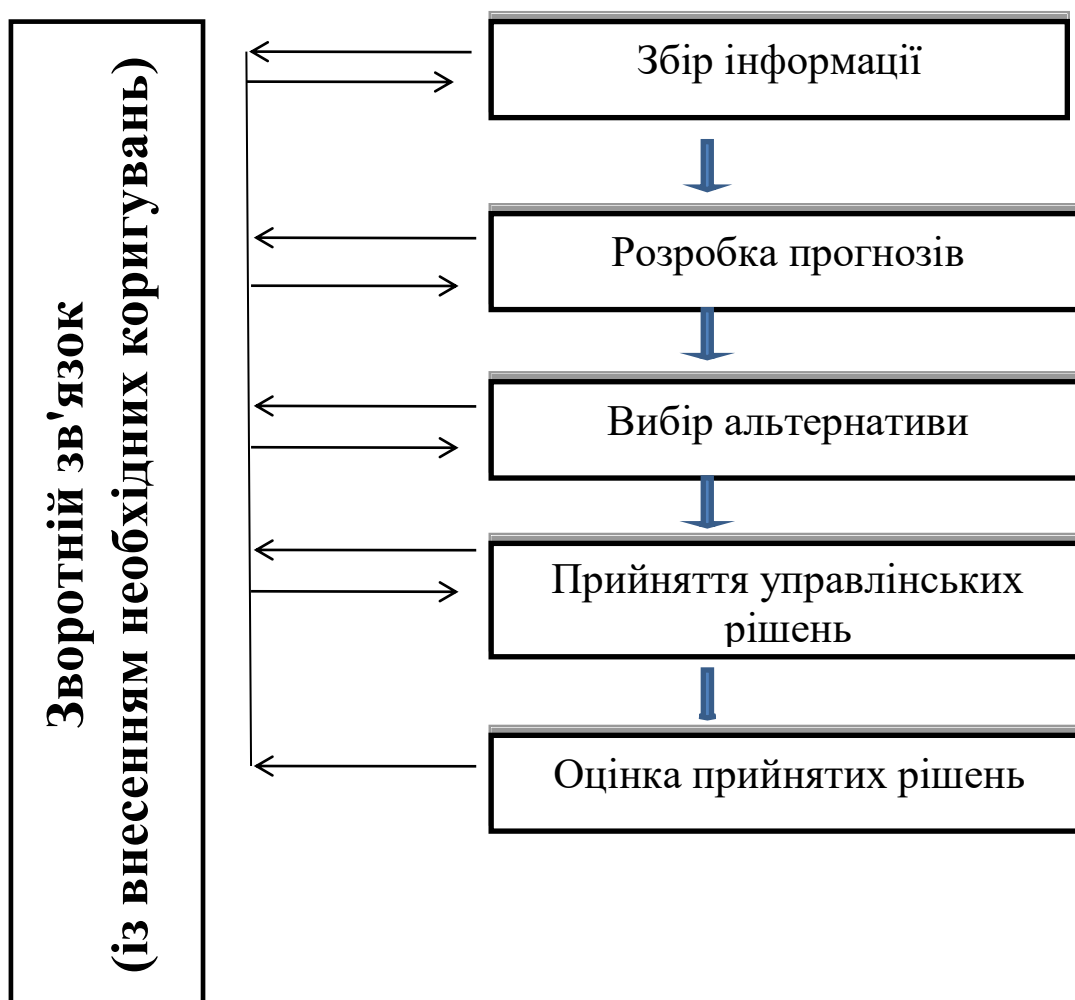 Зворотній зв'язок
(із внесенням необхідних коригувань)
Збір інформації
Розробка прогнозів
Вибір альтернативи
Прийняття управлінських
рішень
Оцінка прийнятих рішень